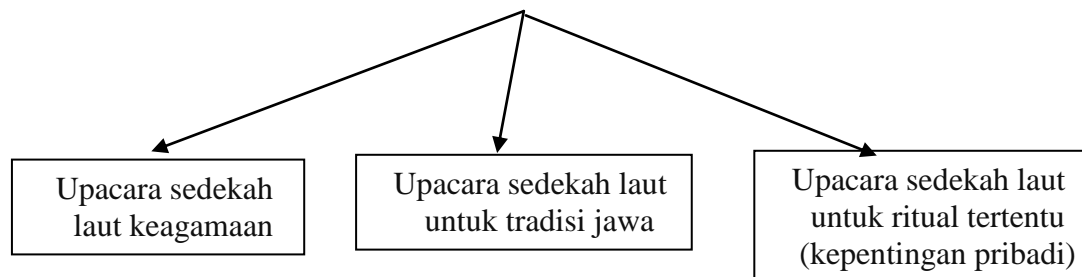 Upacara sedekah
laut keagamaan
Upacara sedekah laut
untuk tradisi jawa
Upacara sedekah laut
untuk ritual tertentu
(kepentingan pribadi)